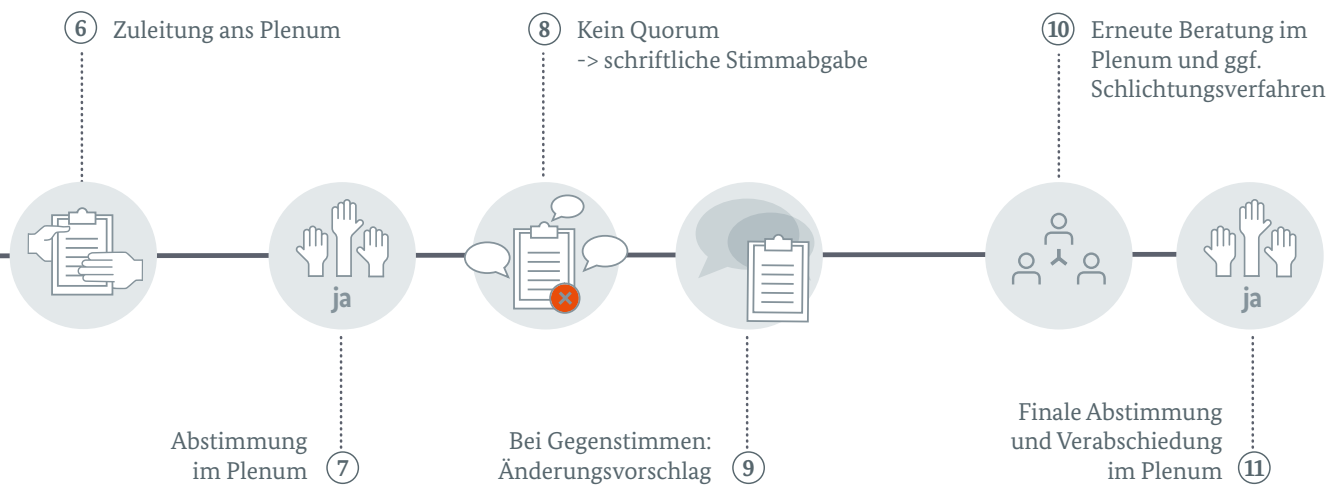 6 Zuleitung ans Plenum
8 Kein Quorum
-> schriftliche Stimmabgabe
10 Erneute Beratung im
Plenum und ggf.
Schlichtungsverfahren
ja
ja
Abstimmung
im Plenum 7
Bei Gegenstimmen:
Änderungsvorschlag 9
Finale Abstimmung
und Verabschiedung
im Plenum 11